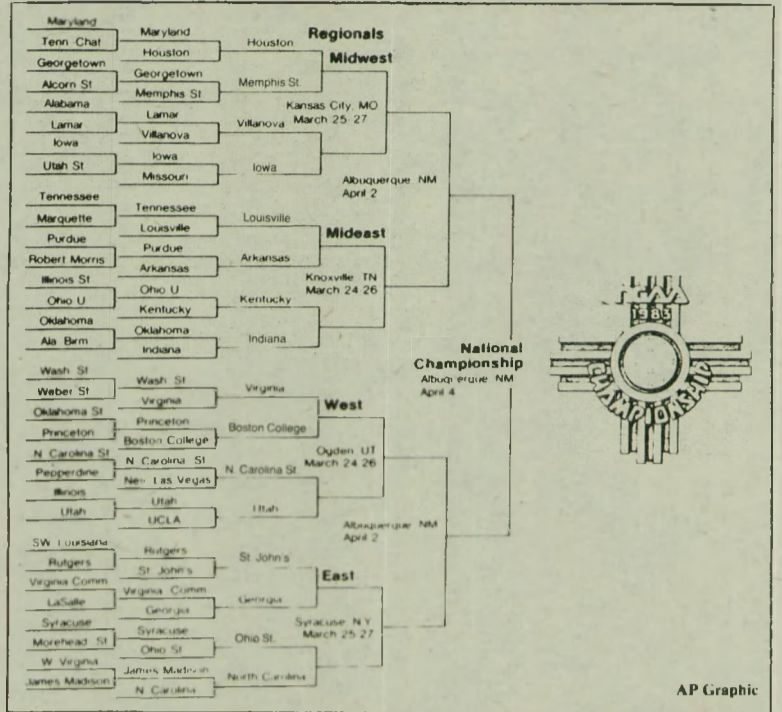 Maryland
Tenn Chat
Georgetown
Alcorn St
Alabama
Lamar
Iowa
Utah St
Tennessee
Marquette
Purdue
Robert Morris
Illinois St
Ohio U
Oklahoma
Ala Birm
Wash St
Weber St
Oklahoma St
Princeton
N Carolina St
Pepperdine
Illinois
Utah
SW Louisiana
Rutgers
Virginia Comm
LaSalle
Syracuse
Morehead St
W Virginia
James Madison
Maryland
Houston
Georgetown
Memphis St
Lamar
Villanova
Iowa
Missouri
Tennessee
Louisville
Purdue
Arkansas
Ohio U
Kentucky
Oklahoma
Indiana
Wash St
Virginia
Princeton
Boston College
N Carolina St
Nev Las Vegas
Utah
UCLA
Rutgers
St John's
Virginia Comm
Georgia
Syracuse
Ohio St
James Madison
N Carolina
Houston
Memphis St.
Villanova
Iowa
Louisville
Arkansas
Kentucky
Indiana
Virginia
Boston College
N Carolina St.
Utah
St John's
Georgia
Ohio St.
North Carolina
Regionals
Midwest
Kansas City, MO
March 25 27
Mideast
Knoxville TN
March 24 26
West
Ogden UT
March 24 26
East
Syracuse N Y
March 25 27
Albuquerque NM
April 2
Albuquerque NM
April 2
National
Championship
Albuquerque NM
April 4
NCAA
1983
CHAMPIONSHIP
AP Graphic